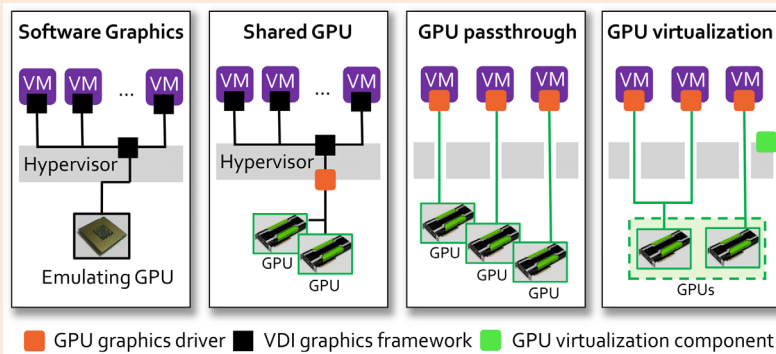 Software Graphics
VM VM ... VM
Hypervisor
Emulating GPU
Shared GPU
VM VM ... VM
Hypervisor
GPU
GPU
GPU passthrough
VM VM VM
GPU
GPU
GPU
GPU virtualization
VM VM VM
GPUs
GPU graphics driver VDI graphics framework GPU virtualization component